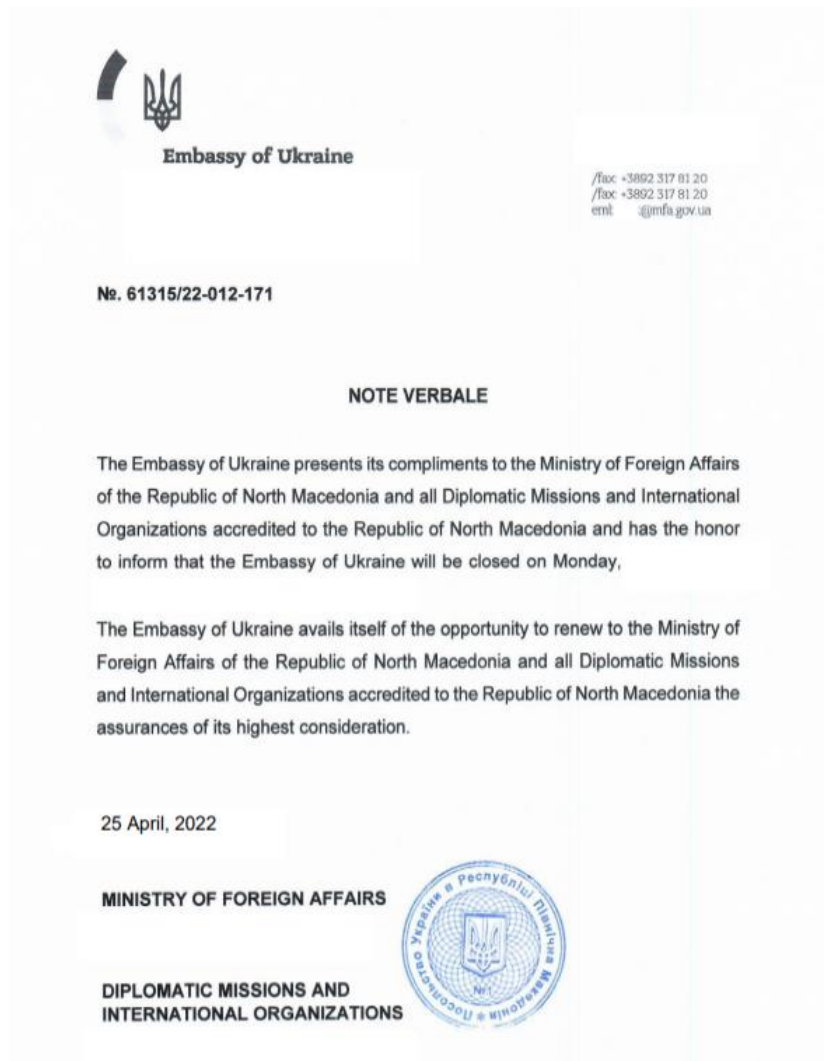 Embassy of Ukraine
/fax: +3892 317 81 20
/fax: +3892 317 81 20
:@mfa.gov.ua
№. 61315/22-012-171
NOTE VERBALE
The Embassy of Ukraine presents its compliments to the Ministry of Foreign Affairs
of the Republic of North Macedonia and all Diplomatic Missions and International
Organizations accredited to the Republic of North Macedonia and has the honor
to inform that the Embassy of Ukraine will be closed on Monday,
The Embassy of Ukraine avails itself of the opportunity to renew to the Ministry of
Foreign Affairs of the Republic of North Macedonia and all Diplomatic Missions
and International Organizations accredited to the Republic of North Macedonia the
assurances of its highest consideration.
25 April, 2022
MINISTRY OF FOREIGN AFFAIRS
DIPLOMATIC MISSIONS AND
INTERNATIONAL ORGANIZATIONS
Посольство України в Республіці Північна Македонія *
№1